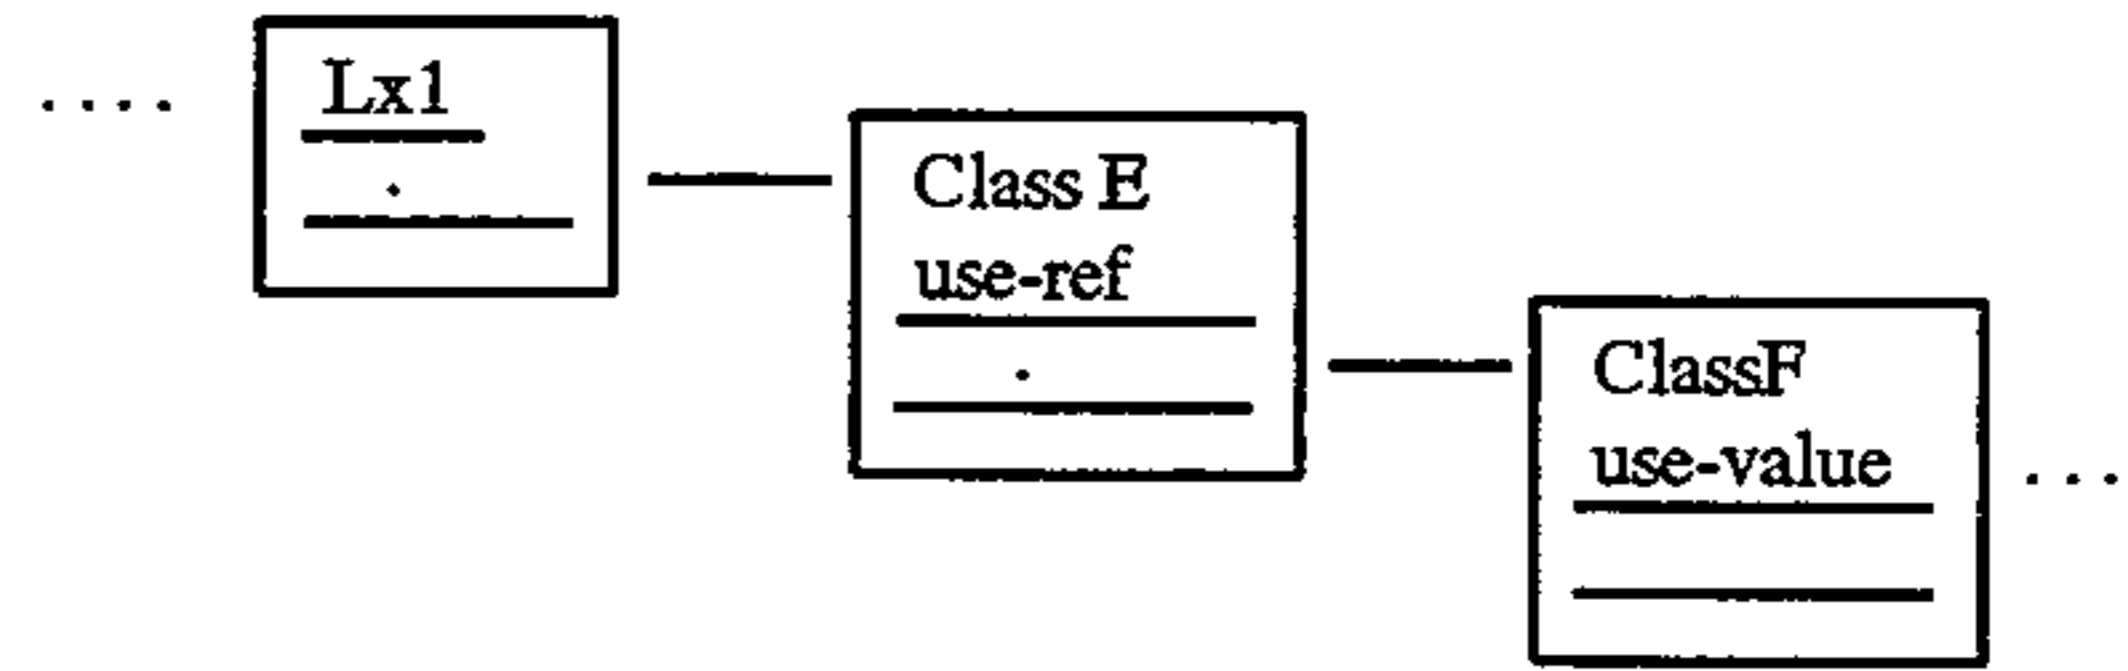 ....
Lx1
.
Class E
use-ref
.
ClassF
use-value
...